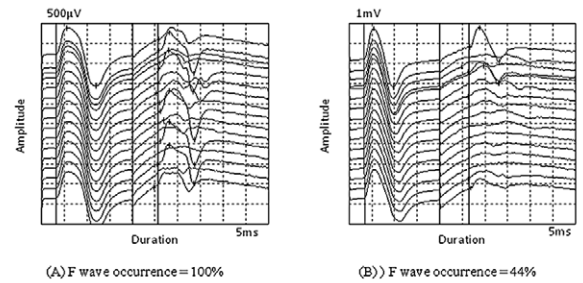 500μV
Amplitude
Duration
5ms
(A) F wave occurrence=100%
1mV
Amplitude
Duration
5ms
(B) ) F wave occurrence=44%